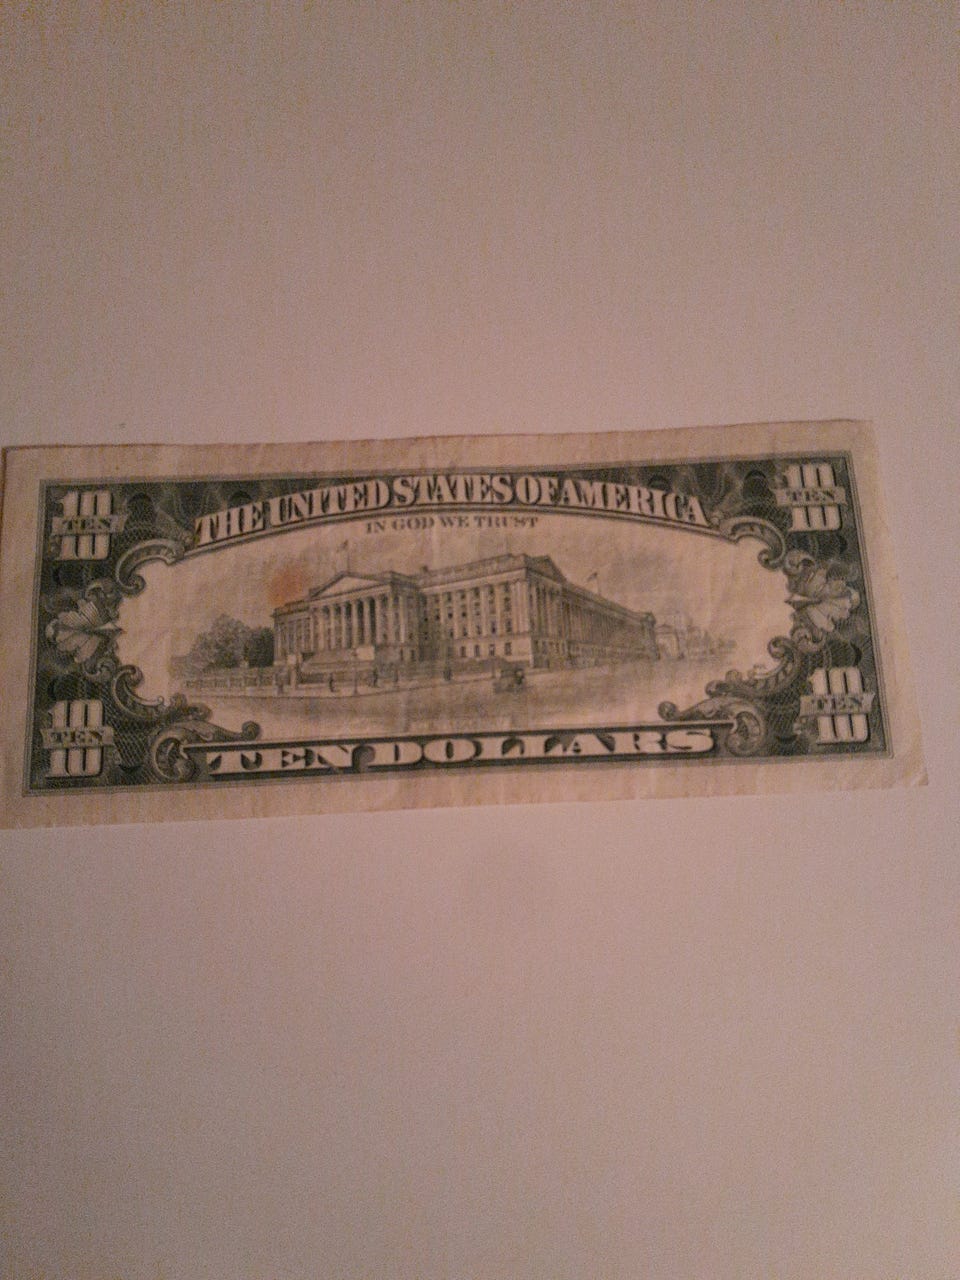 10 TEN 10
THE UNITED STATES OF AMERICA
10 TEN 10
IN GOD WE TRUST
10 TEN 10
TEN DOLLARS
10 TEN 10